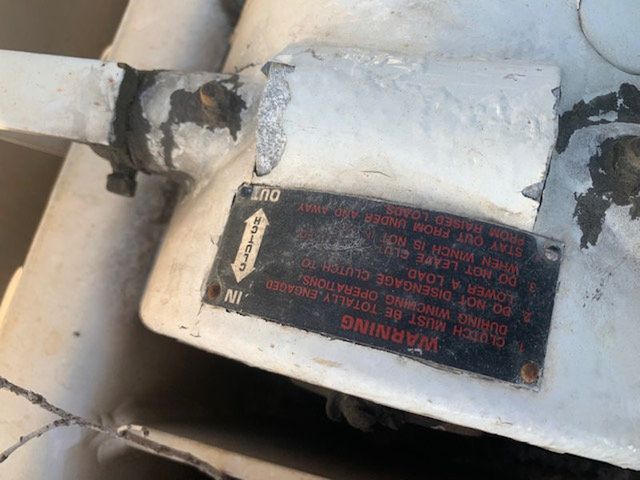 WARNING
1. CLUTCH MUST BE TOTALLY-ENGAGED
DURING WINCHING OPERATIONS.
2. DO NOT DISENGAGE CLUTCH TO
LOWER A LOAD
3. DO NOT LEAVE
WHEN WINCH IS NOT
STAY OUT FROM UNDER AND AWAY
FROM RAISED LOADS.
IN
CLUTCH
OUT